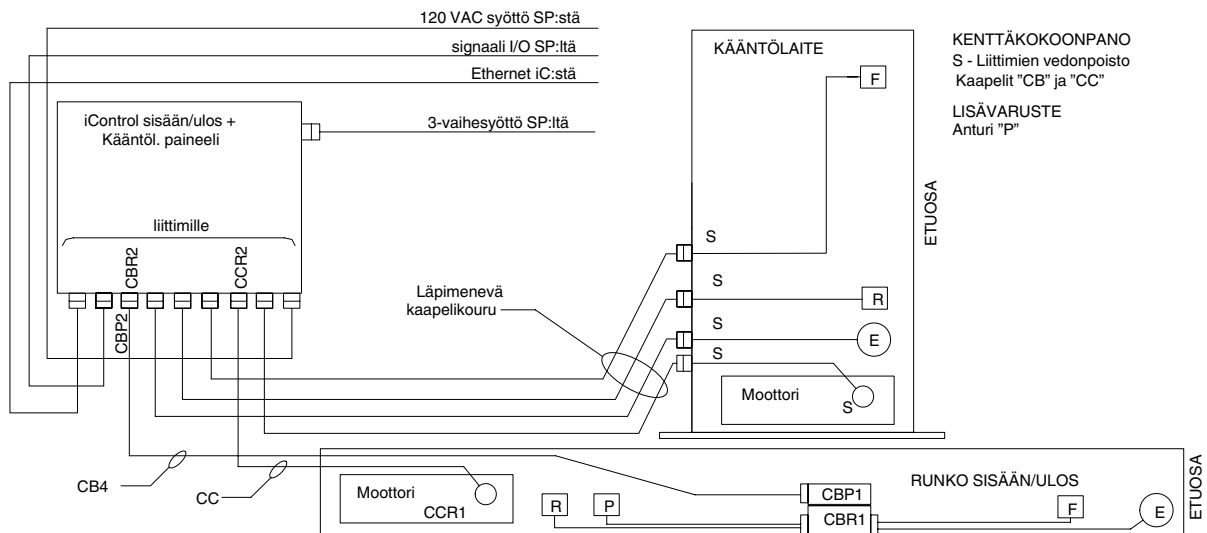 120 VAC syöttö SP:stä
signaali I/O SP:ltä
Ethernet iC:stä
3-vaihesyöttö SP:ltä
iControl sisään/ulos +
Kääntöl. paineeli
liittimille
CBR2
CCR2
CBP2
Läpimenevä
kaapelikouru
KÄÄNTÖLAITE
F
S
S
R
S
E
S
Moottori
S
ETUOSA
KENTTÄKOKOONPANO
S - Liittimien vedonpoisto
Kaapelit "CB" ja "CC"
LISÄVARUSTE
Anturi "P"
CB4
CC
Moottori
CCR1
R
P
CBP1
CBR1
RUNKO SISÄÄN/ULOS
F
E
ETUOSA